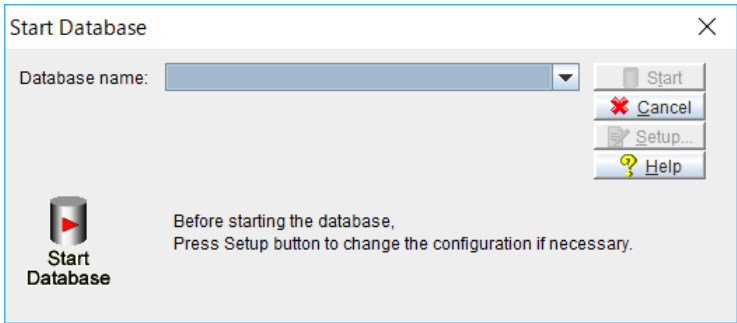 Start Database
Database name:
Start
Cancel
Setup...
Help
Before starting the database,
Press Setup button to change the configuration if necessary.
Start
Database